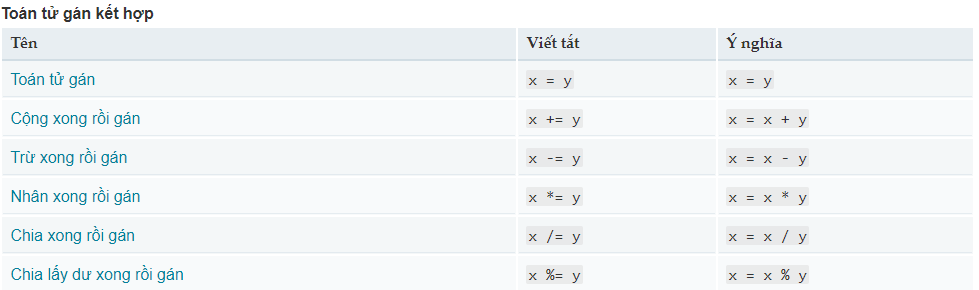 Toán tử gán kết hợp
Tên Viết tắt Ý nghĩa
Toán tử gán x = y x = y
Cộng xong rồi gán x += y x = x + y
Trừ xong rồi gán x -= y x = x - y
Nhân xong rồi gán x *= y x = x * y
Chia xong rồi gán x /= y x = x / y
Chia lấy dư xong rồi gán x %= y x = x % y